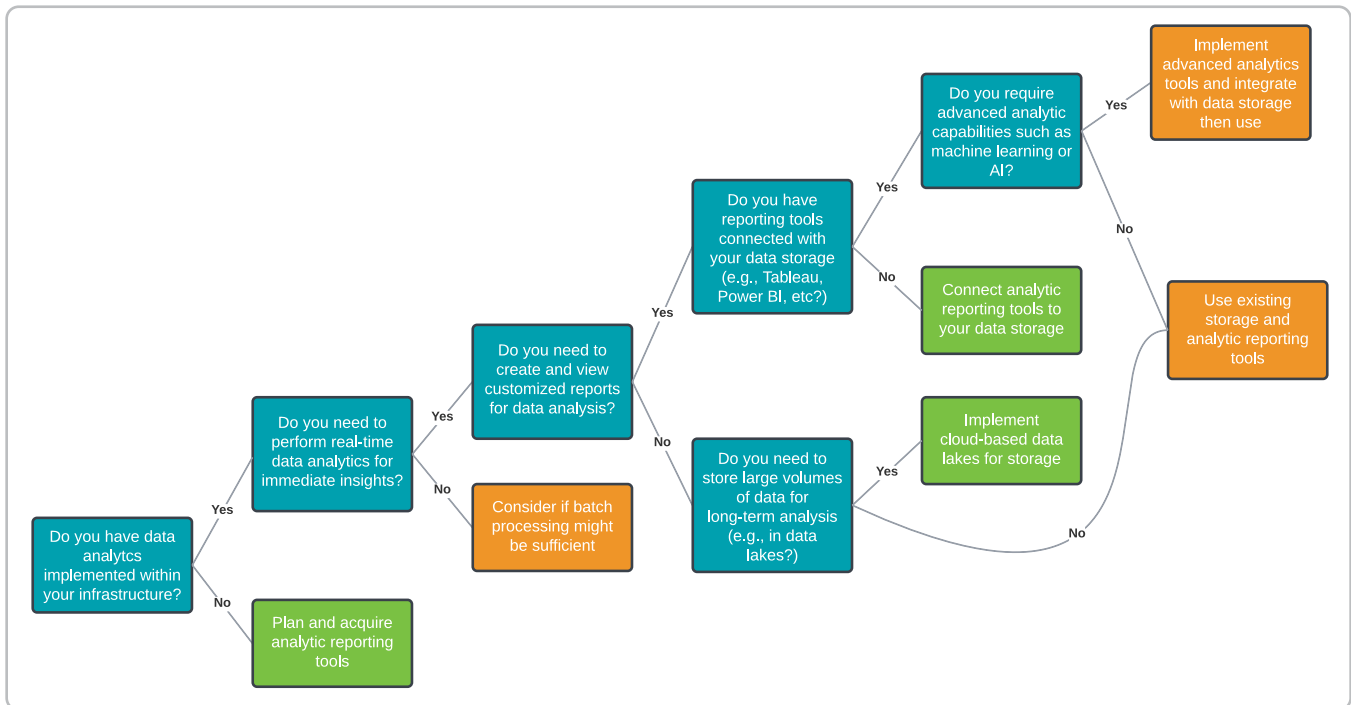 Do you have data
analytcs
implemented within
your infrastructure?
Yes
No
Plan and acquire
analytic reporting
tools
Do you need to
perform real-time
data analytics for
immediate insights?
Yes
No
Consider if batch
processing might
be sufficient
Do you need to
create and view
customized reports
for data analysis?
Yes
No
Do you have
reporting tools
connected with
your data storage
(e.g., Tableau,
Power BI, etc?)
Yes
No
Connect analytic
reporting tools to
your data storage
Do you need to
store large volumes
of data for
long-term analysis
(e.g., in data
lakes?)
Yes
No
Implement
cloud-based data
lakes for storage
Do you require
advanced analytic
capabilities such as
machine learning or
AI?
Yes
No
Implement
advanced analytics
tools and integrate
with data storage
then use
Use existing
storage and
analytic reporting
tools